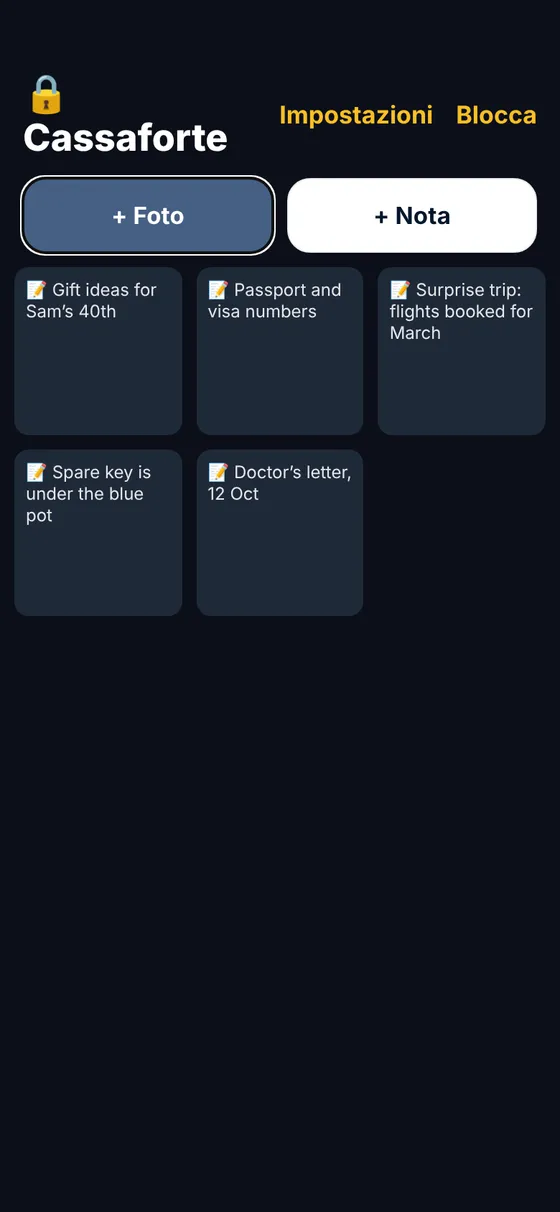 🔒
Cassaforte
Impostazioni
Blocca
+ Foto
+ Nota
📝 Gift ideas for
Sam’s 40th
📝 Passport and
visa numbers
📝 Surprise trip:
flights booked for
March
📝 Spare key is
under the blue
pot
📝 Doctor’s letter,
12 Oct